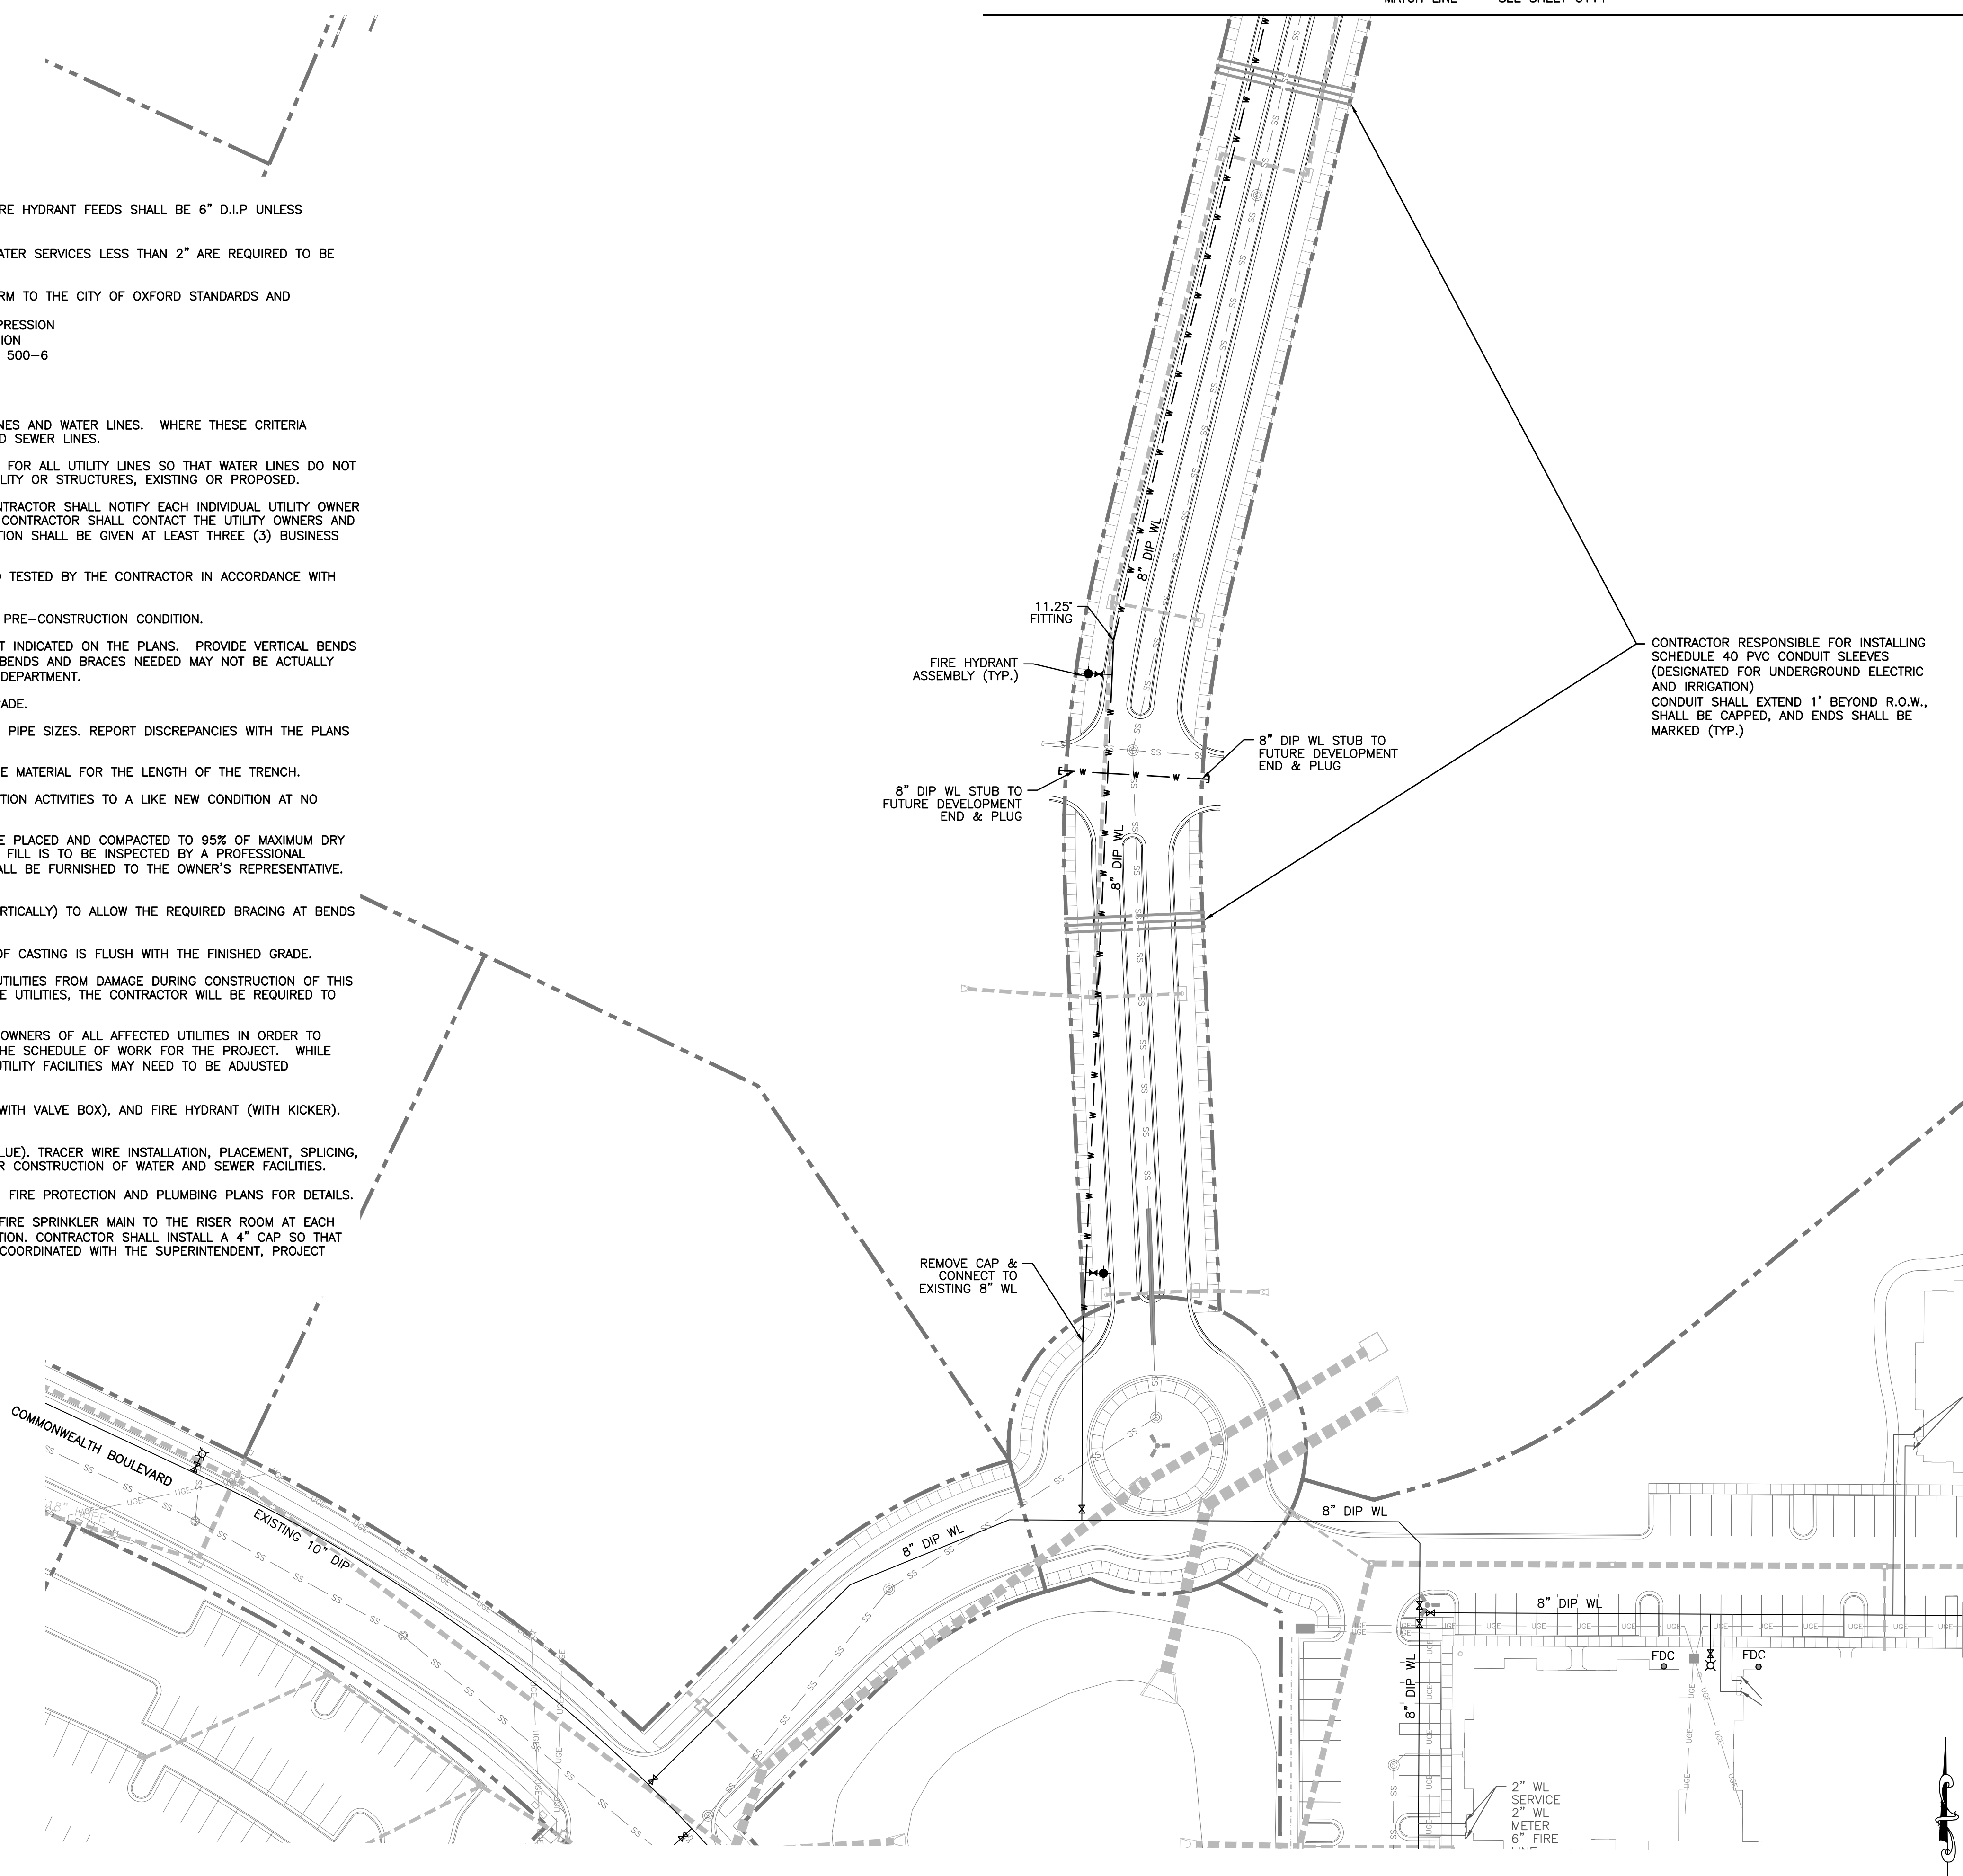 RE HYDRANT FEEDS SHALL BE 6" D.I.P UNLESS
ATER SERVICES LESS THAN 2" ARE REQUIRED TO BE
RM TO THE CITY OF OXFORD STANDARDS AND
PRESSION
ION
500-6
NES AND WATER LINES.  WHERE THESE CRITERIA
D SEWER LINES.
FOR ALL UTILITY LINES SO THAT WATER LINES DO NOT
LITY OR STRUCTURES, EXISTING OR PROPOSED.
NTRACTOR SHALL NOTIFY EACH INDIVIDUAL UTILITY OWNER
CONTRACTOR SHALL CONTACT THE UTILITY OWNERS AND
TION SHALL BE GIVEN AT LEAST THREE (3) BUSINESS
D TESTED BY THE CONTRACTOR IN ACCORDANCE WITH
PRE-CONSTRUCTION CONDITION.
T INDICATED ON THE PLANS.  PROVIDE VERTICAL BENDS
BENDS AND BRACES NEEDED MAY NOT BE ACTUALLY
DEPARTMENT.
RADE.
PIPE SIZES. REPORT DISCREPANCIES WITH THE PLANS
E MATERIAL FOR THE LENGTH OF THE TRENCH.
TION ACTIVITIES TO A LIKE NEW CONDITION AT NO
E PLACED AND COMPACTED TO 95% OF MAXIMUM DRY
FILL IS TO BE INSPECTED BY A PROFESSIONAL
ALL BE FURNISHED TO THE OWNER'S REPRESENTATIVE.
RTICALLY) TO ALLOW THE REQUIRED BRACING AT BENDS
OF CASTING IS FLUSH WITH THE FINISHED GRADE.
UTILITIES FROM DAMAGE DURING CONSTRUCTION OF THIS
E UTILITIES, THE CONTRACTOR WILL BE REQUIRED TO
OWNERS OF ALL AFFECTED UTILITIES IN ORDER TO
HE SCHEDULE OF WORK FOR THE PROJECT.  WHILE
UTILITY FACILITIES MAY NEED TO BE ADJUSTED
WITH VALVE BOX), AND FIRE HYDRANT (WITH KICKER).
LUE). TRACER WIRE INSTALLATION, PLACEMENT, SPLICING,
R CONSTRUCTION OF WATER AND SEWER FACILITIES.
FIRE PROTECTION AND PLUMBING PLANS FOR DETAILS.
FIRE SPRINKLER MAIN TO THE RISER ROOM AT EACH
TION. CONTRACTOR SHALL INSTALL A 4" CAP SO THAT
COORDINATED WITH THE SUPERINTENDENT, PROJECT
8" DIP WL
11.25°
FITTING
FIRE HYDRANT
ASSEMBLY (TYP.)
8" DIP WL STUB TO
FUTURE DEVELOPMENT
END & PLUG
8" DIP WL STUB TO
FUTURE DEVELOPMENT
END & PLUG
8" DIP WL
CONTRACTOR RESPONSIBLE FOR INSTALLING
SCHEDULE 40 PVC CONDUIT SLEEVES
(DESIGNATED FOR UNDERGROUND ELECTRIC
AND IRRIGATION)
CONDUIT SHALL EXTEND 1' BEYOND R.O.W.,
SHALL BE CAPPED, AND ENDS SHALL BE
MARKED (TYP.)
REMOVE CAP &
CONNECT TO
EXISTING 8" WL
COMMONWEALTH BOULEVARD
EXISTING 10" DIP
8" DIP WL
8" DIP WL
8" DIP WL
8" DIP WL
FDC
FDC
2" WL
SERVICE
2" WL
METER
6" FIRE